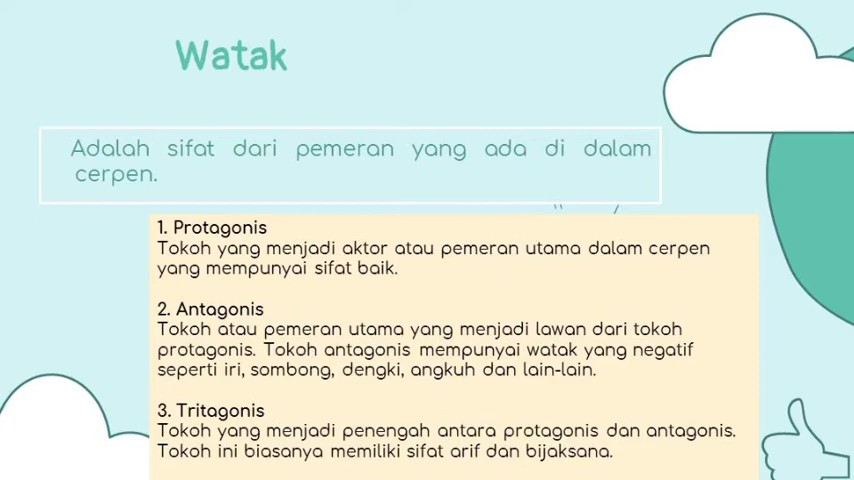 Watak
Adalah sifat dari pemeran yang ada di dalam
cerpen.
1. Protagonis
Tokoh yang menjadi aktor atau pemeran utama dalam cerpen
yang mempunyai sifat baik.
2. Antagonis
Tokoh atau pemeran utama yang menjadi lawan dari tokoh
protagonis. Tokoh antagonis mempunyai watak yang negatif
seperti iri, sombong, dengki, angkuh dan lain-lain.
3. Tritagonis
Tokoh yang menjadi penengah antara protagonis dan antagonis.
Tokoh ini biasanya memiliki sifat arif dan bijaksana.